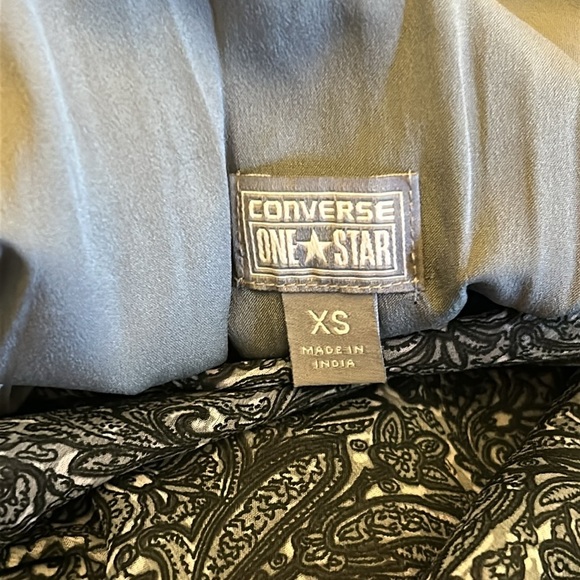 CONVERSE
ONE★STAR
XS
MADE IN
INDIA